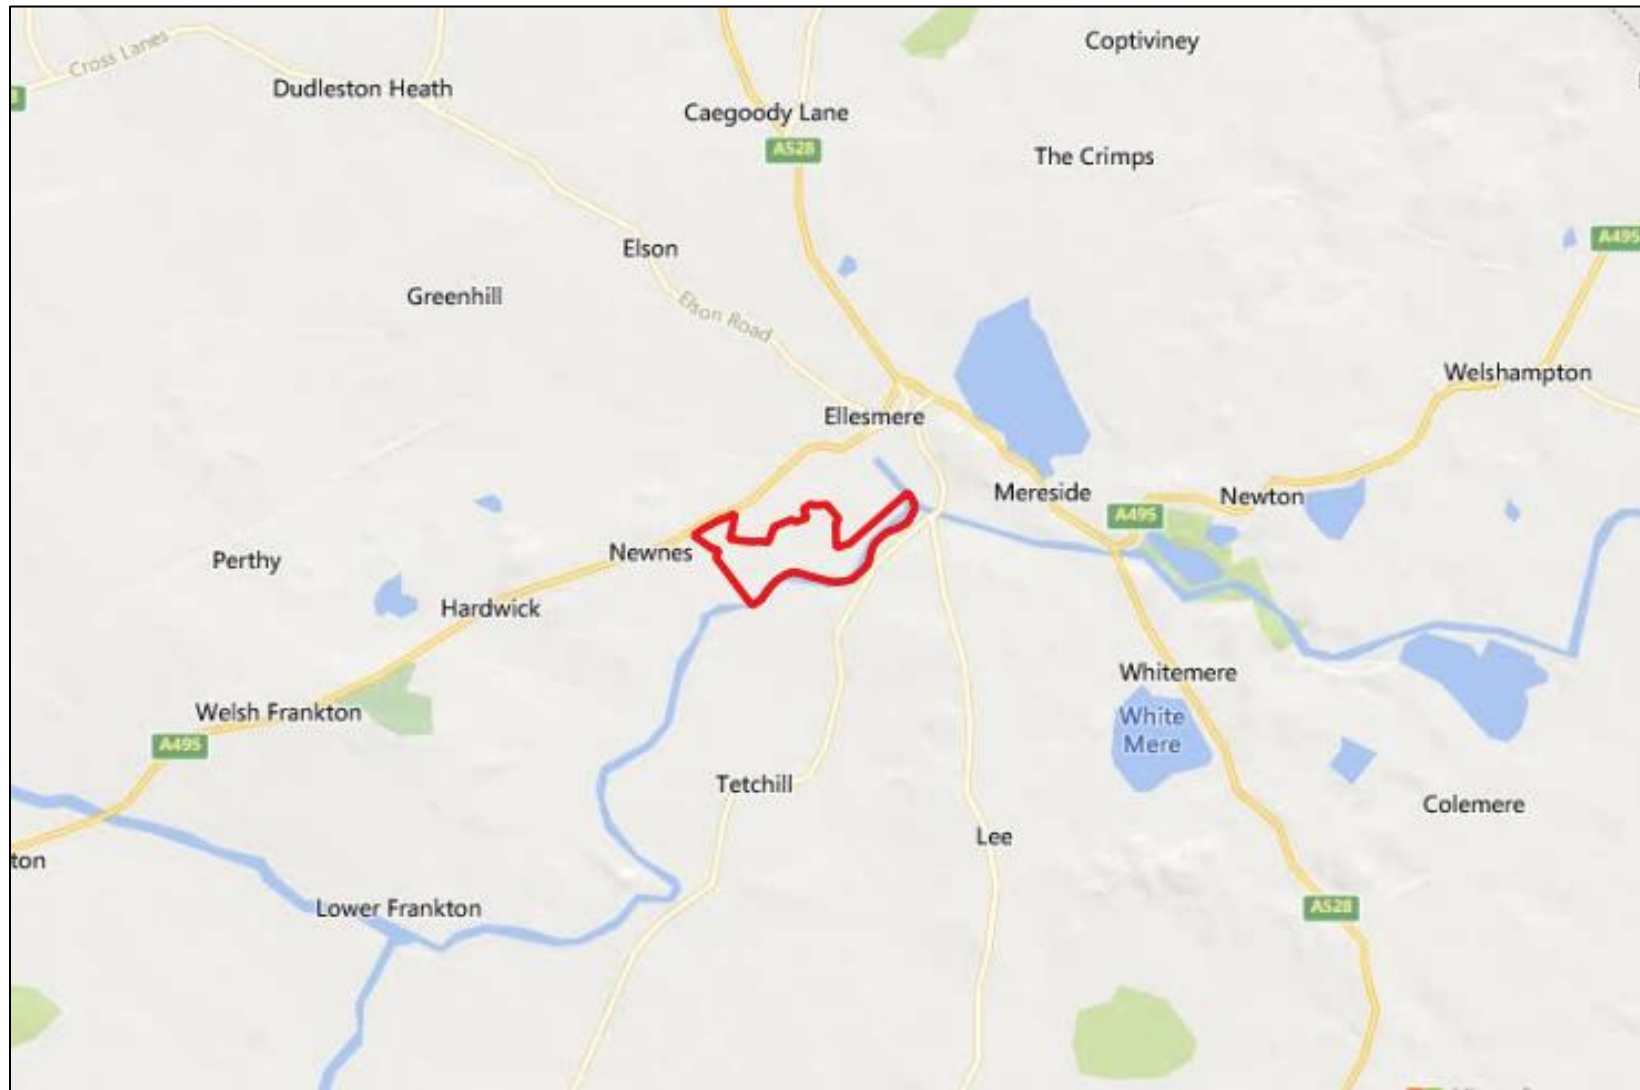 Coptiviney
Cross Lanes
Dudleston Heath
Caegoody Lane
A528
The Crimps
A495
Elson
Greenhill
Elson Road
Welshampton
Ellesmere
Mereside
Newton
A495
Newnes
Perthy
Hardwick
Whitemere
Welsh Frankton
White
Mere
A495
Tetchill
Colemere
Lee
ton
Lower Frankton
A528